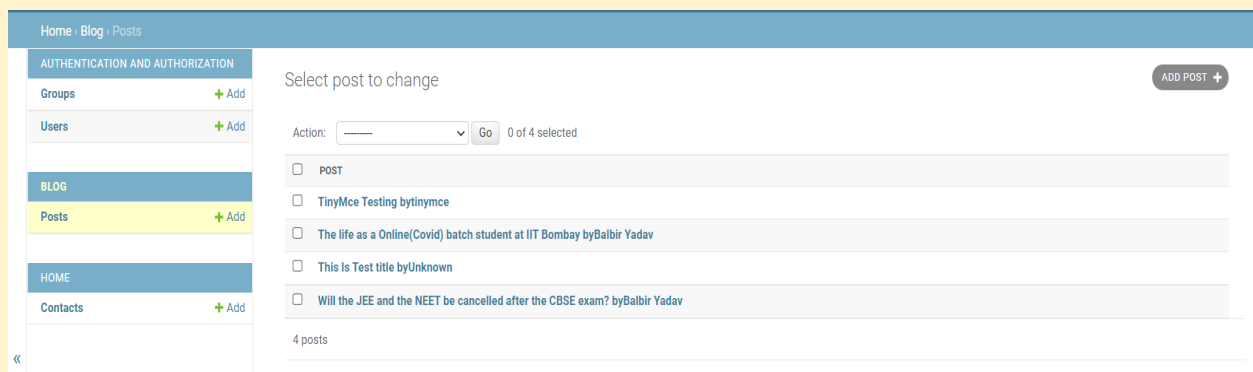 Home › Blog › Posts
AUTHENTICATION AND AUTHORIZATION
Groups + Add
Users + Add
BLOG
Posts + Add
HOME
Contacts + Add
«
Select post to change
ADD POST +
Action: --------- Go 0 of 4 selected
POST
TinyMce Testing bytinymce
The life as a Online(Covid) batch student at IIT Bombay byBalbir Yadav
This Is Test title byUnknown
Will the JEE and the NEET be cancelled after the CBSE exam? byBalbir Yadav
4 posts